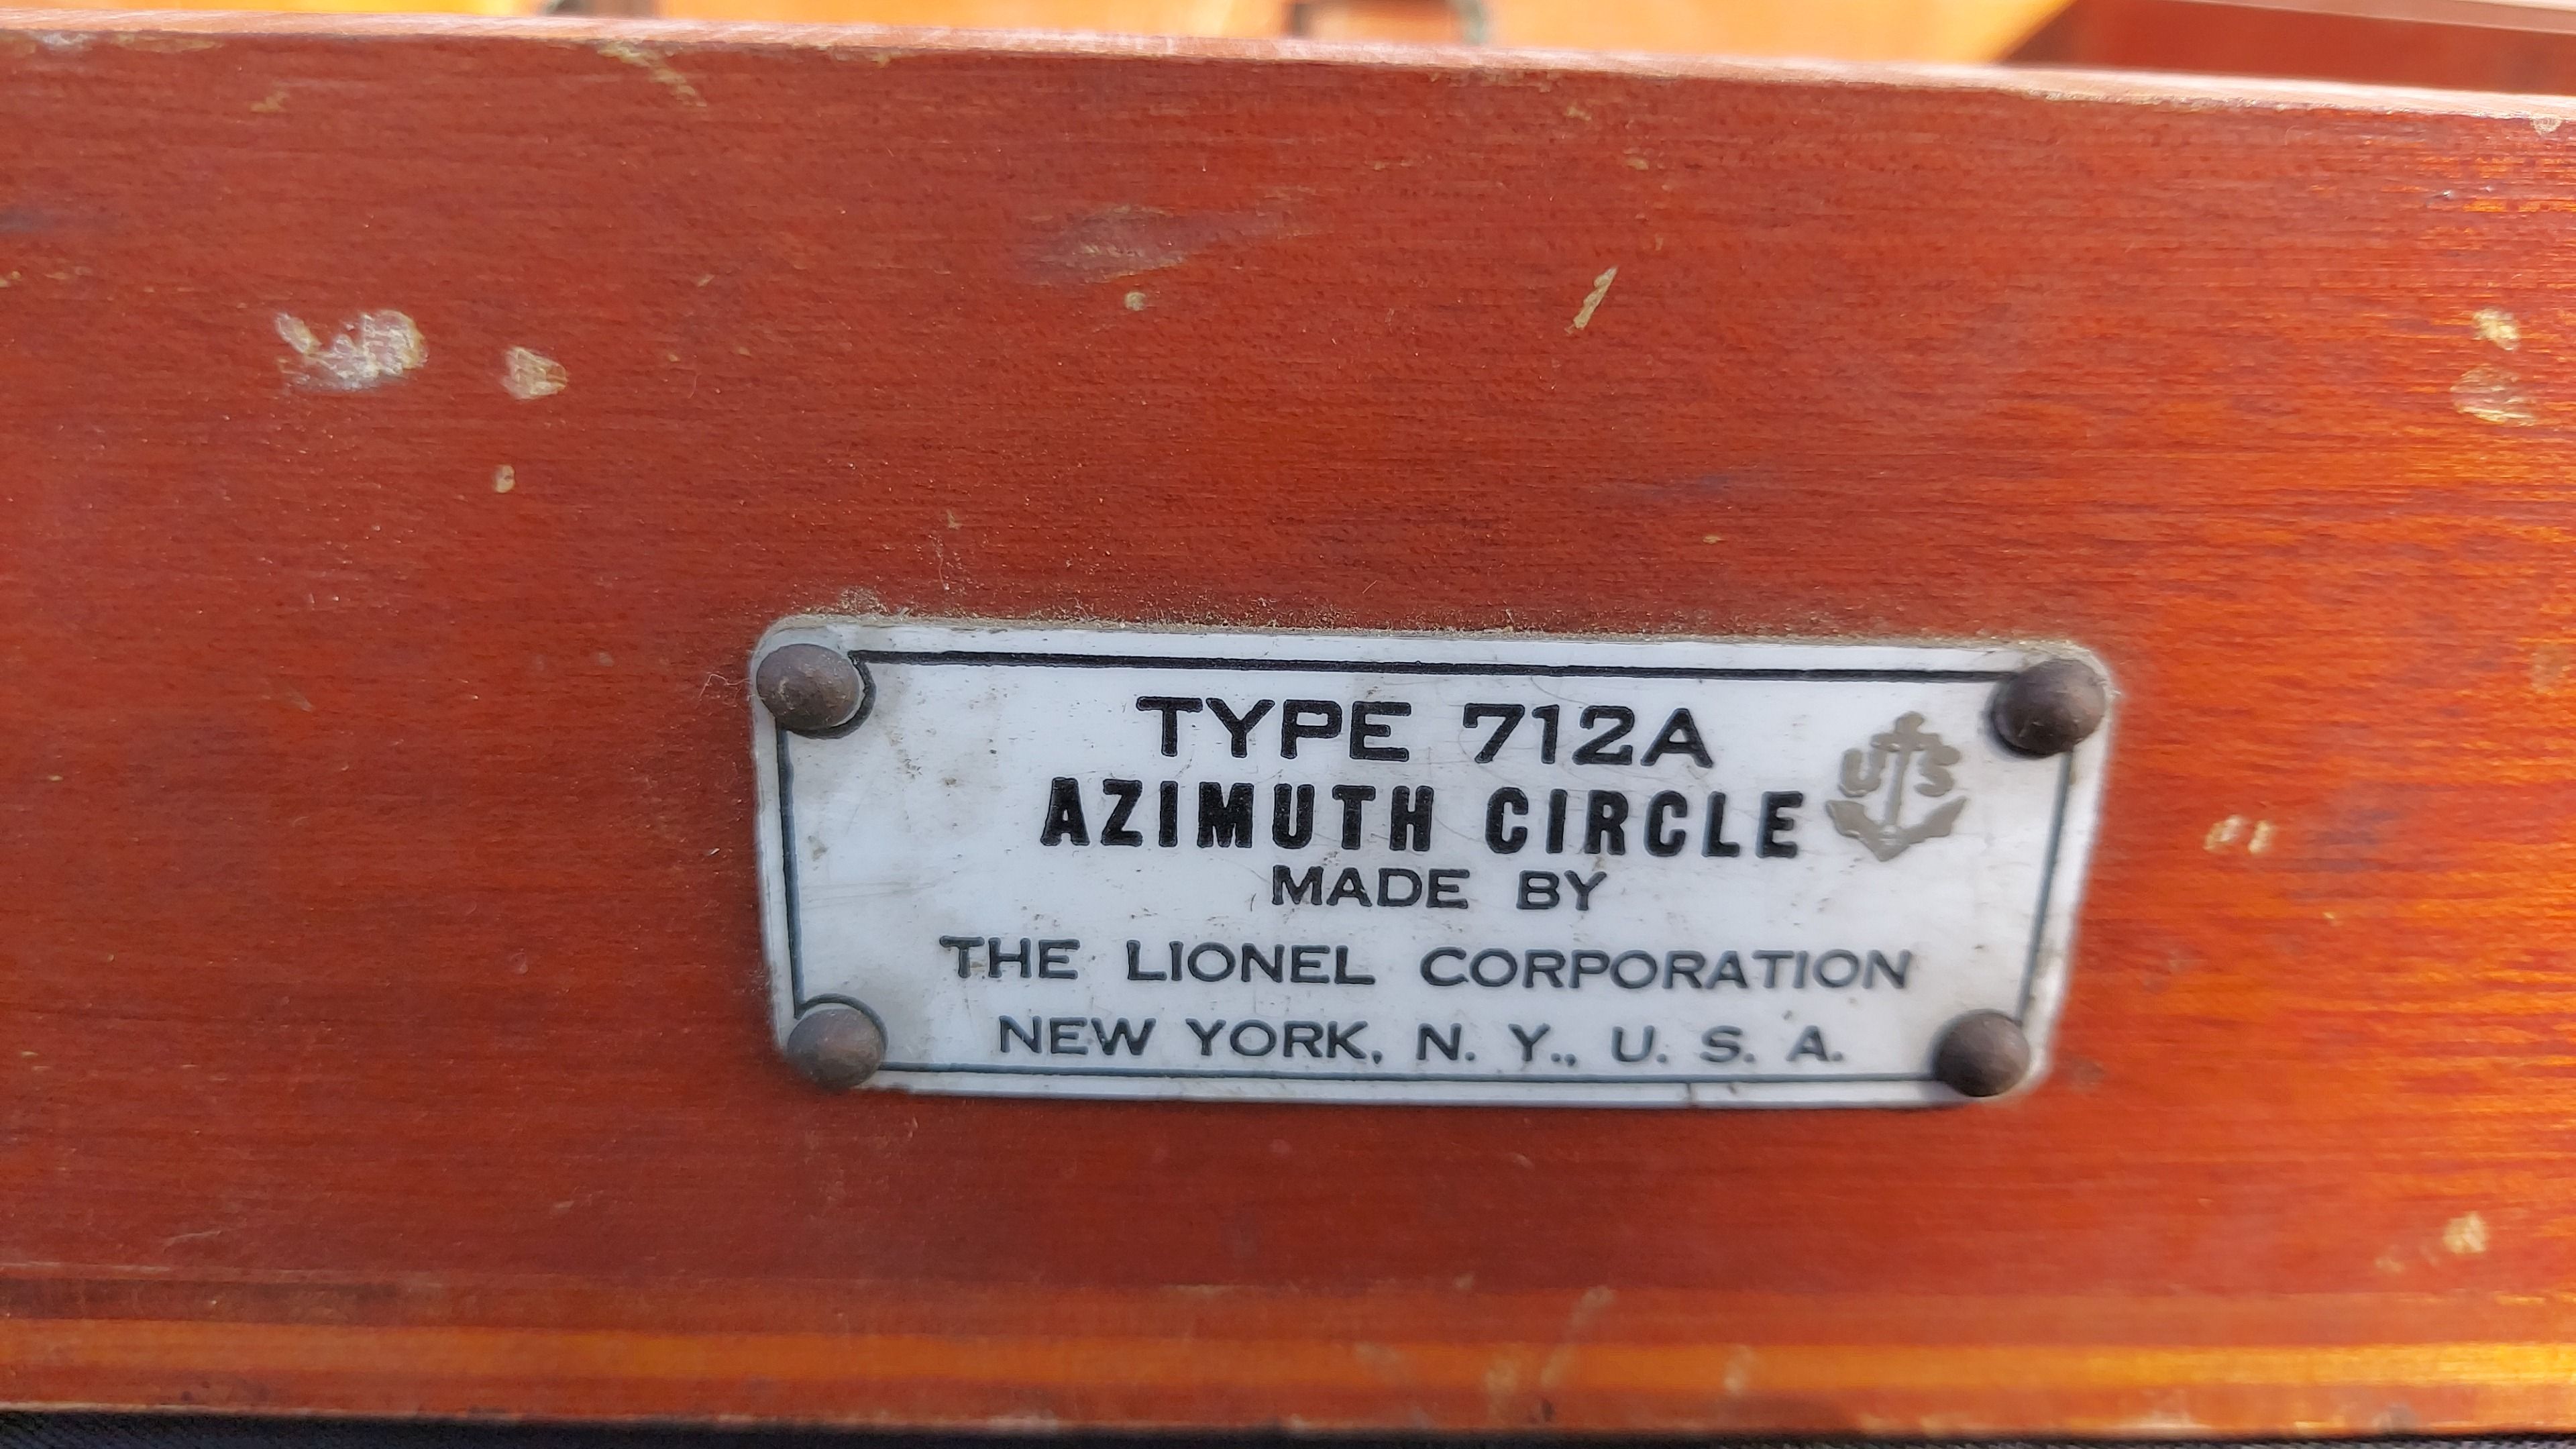 TYPE 712A
AZIMUTH CIRCLE
US
MADE BY
THE LIONEL CORPORATION
NEW YORK, N. Y., U. S. A.